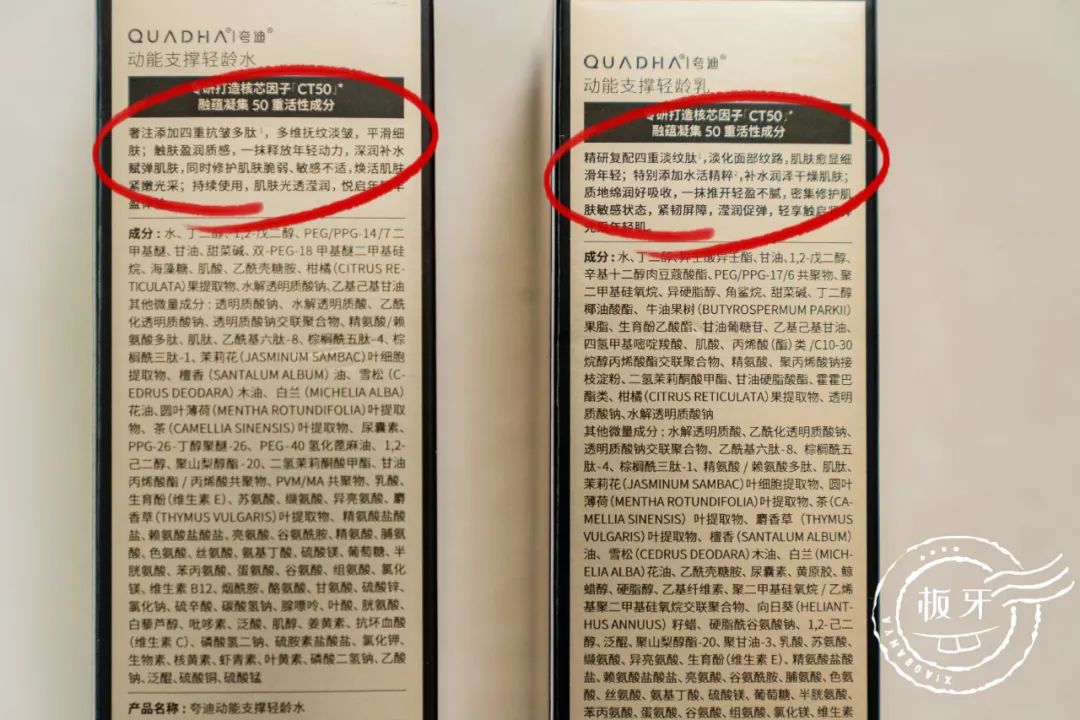 QUADHA®|夸迪®
动能支撑轻龄水
专研打造核芯因子「CT50」*
融蕴凝集 50 重活性成分
奢注添加四重抗皱多肽¹，多维抚纹淡皱，平滑细
肤；触肤盈润质感，一抹释放年轻动力，深润补水
赋弹肌肤，同时修护肌肤脆弱、敏感不适，焕活肌肤
紧嫩光采；持续使用，肌肤光透滢润，悦启年轻丰
成分：水、丁二醇、1,2-戊二醇、PEG/PPG-14/7 二
甲基醚、甘油、甜菜碱、双-PEG-18 甲基醚二甲基硅
烷、海藻糖、肌酸、乙酰壳糖胺、柑橘(CITRUS RE-
TICULATA)果提取物、水解透明质酸钠、乙基己基甘油
其他微量成分：透明质酸钠、水解透明质酸、乙酰
化透明质酸钠、透明质酸钠交联聚合物、精氨酸/赖
氨酸多肽、肌肽、乙酰基六肽-8、棕榈酰五肽-4、棕
榈酰三肽-1、茉莉花(JASMINUM SAMBAC)叶细胞
提取物、檀香(SANTALUM ALBUM) 油、雪松 (C-
EDRUS DEODARA) 木油、白兰(MICHELIA ALBA)
花油、圆叶薄荷(MENTHA ROTUNDIFOLIA)叶提取
物、茶(CAMELLIA SINENSIS) 叶提取物、尿囊素、
PPG-26-丁醇聚醚-26、PEG-40 氢化蓖麻油、1,2-
己二醇、聚山梨醇酯-20、二氢茉莉酮酸甲酯、甘油
丙烯酸酯 / 丙烯酸共聚物、PVM/MA 共聚物、乳酸、
生育酚(维生素 E)、苏氨酸、缬氨酸、异亮氨酸、麝
香草(THYMUS VULGARIS)叶提取物、精氨酸盐酸
盐、赖氨酸盐酸盐、亮氨酸、谷氨酰胺、精氨酸、脯氨
酸、色氨酸、丝氨酸、氨基丁酸、硫酸镁、葡萄糖、半
胱氨酸、苯丙氨酸、蛋氨酸、谷氨酸、组氨酸、氯化
镁、维生素 B12、烟酰胺、酪氨酸、甘氨酸、硫酸锌、
氯化钠、硫辛酸、碳酸氢钠、腺嘌呤、叶酸、胱氨酸、
白藜芦醇、吡哆素、泛酸、肌醇、姜黄素、抗坏血酸
(维生素 C)、磷酸氢二钠、硫胺素盐酸盐、氯化钾、
生物素、核黄素、虾青素、叶黄素、磷酸二氢钠、乙酸
钠、泛醌、硫酸铜、硫酸锰
产品名称：夸迪动能支撑轻龄水
QUADHA®|夸迪®
动能支撑轻龄乳
专研打造核芯因子「CT50」*
融蕴凝集 50 重活性成分
精研复配四重淡纹肽¹，淡化面部纹路，肌肤愈显细
滑年轻；特别添加水活精粹²，补水润泽干燥肌肤；
质地绵润好吸收，一抹推开轻盈不腻，密集修护肌
肤敏感状态，紧韧屏障，滢润促弹，轻享触启
成分：水、丁二醇、异壬酸异壬酯、甘油、1,2-戊二醇、
辛基十二醇肉豆蔻酸酯、PEG/PPG-17/6 共聚物、聚
二甲基硅氧烷、异硬脂醇、角鲨烷、甜菜碱、丁二醇
椰油酸酯、牛油果树(BUTYROSPERMUM PARKII)
果脂、生育酚乙酸酯、甘油葡糖苷、乙基己基甘油、
四氢甲基嘧啶羧酸、肌酸、丙烯酸(酯)类 /C10-30
烷醇丙烯酸酯交联聚合物、精氨酸、聚丙烯酸钠接
枝淀粉、二氢茉莉酮酸甲酯、甘油硬脂酸酯、霍霍巴
酯类、柑橘(CITRUS RETICULATA)果提取物、透明
质酸钠、水解透明质酸钠
其他微量成分：水解透明质酸、乙酰化透明质酸钠、
透明质酸钠交联聚合物、乙酰基六肽-8、棕榈酰五
肽-4、棕榈酰三肽-1、精氨酸 / 赖氨酸多肽、肌肽、
茉莉花(JASMINUM SAMBAC)叶细胞提取物、圆叶
薄荷(MENTHA ROTUNDIFOLIA)叶提取物、茶(CA-
MELLIA SINENSIS) 叶提取物、麝香草 (THYMUS
VULGARIS)叶提取物、檀香(SANTALUM ALBUM)
油、雪松(CEDRUS DEODARA)木油、白兰(MICH-
ELIA ALBA)花油、乙酰壳糖胺、尿囊素、黄原胶、鲸
蜡醇、硬脂醇、乙基纤维素、聚二甲基硅氧烷 / 乙烯
基聚二甲基硅氧烷交联聚合物、向日葵(HELIANT-
HUS ANNUUS) 籽蜡、硬脂酰谷氨酸钠、1,2-己二
醇、泛醌、聚山梨醇酯-20、聚甘油-3、乳酸、苏氨酸、
缬氨酸、异亮氨酸、生育酚(维生素 E)、精氨酸盐酸
盐、赖氨酸盐酸盐、亮氨酸、谷氨酰胺、脯氨酸、色氨
酸、丝氨酸、氨基丁酸、硫酸镁、葡萄糖、半胱氨酸、
苯丙氨酸、蛋氨酸、谷氨酸、组氨酸、氯化镁、维生素
板牙
XIAOBANYA